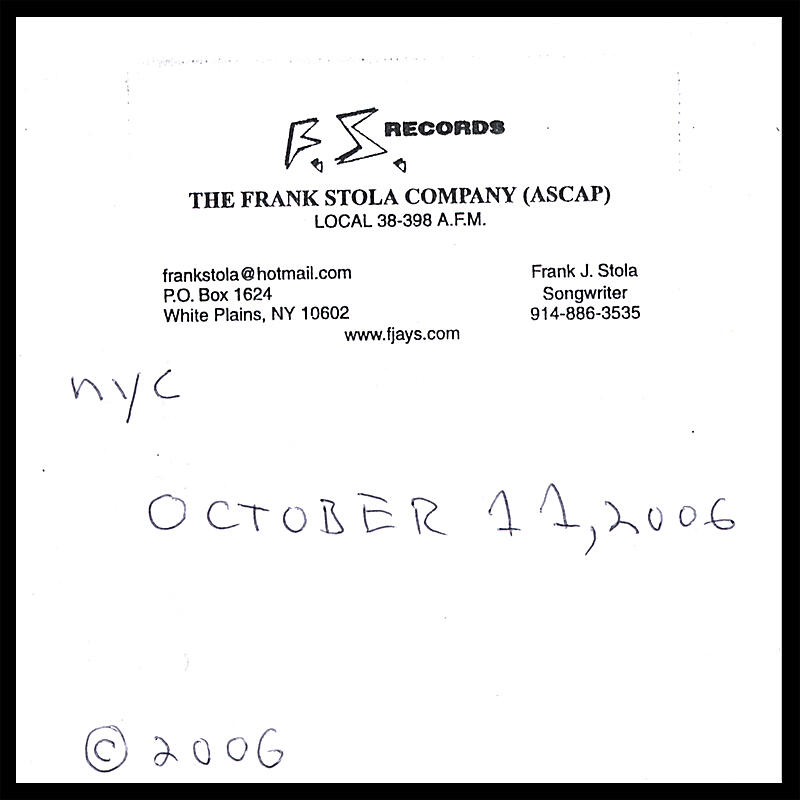 F. S. RECORDS
THE FRANK STOLA COMPANY (ASCAP)
LOCAL 38-398 A.F.M.
frankstola@hotmail.com
P.O. Box 1624
White Plains, NY 10602
Frank J. Stola
Songwriter
914-886-3535
www.fjays.com
nyc
OCTOBER 11, 2006
© 2006